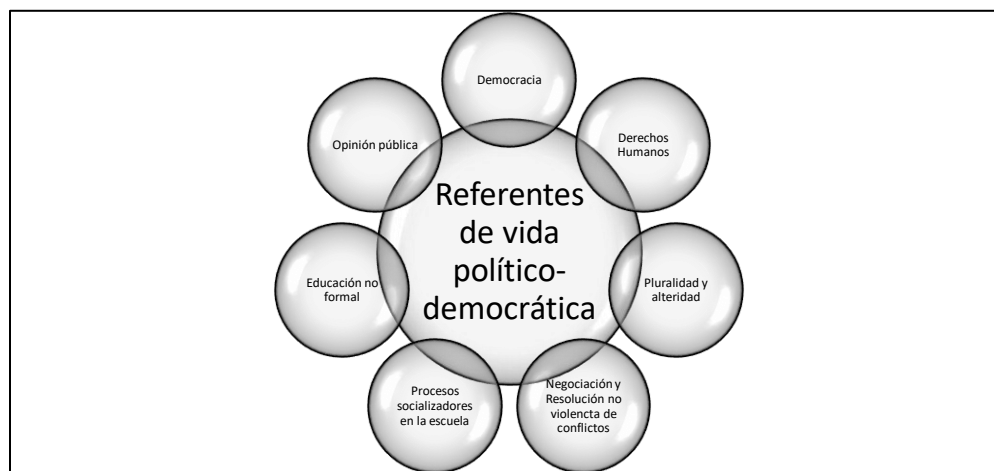 Democracia
Derechos
Humanos
Pluralidad y
alteridad
Negociación y
Resolución no
violencta de
conflictos
Procesos
socializadores
en la escuela
Educación no
formal
Opinión pública
Referentes
de vida
político-
democrática